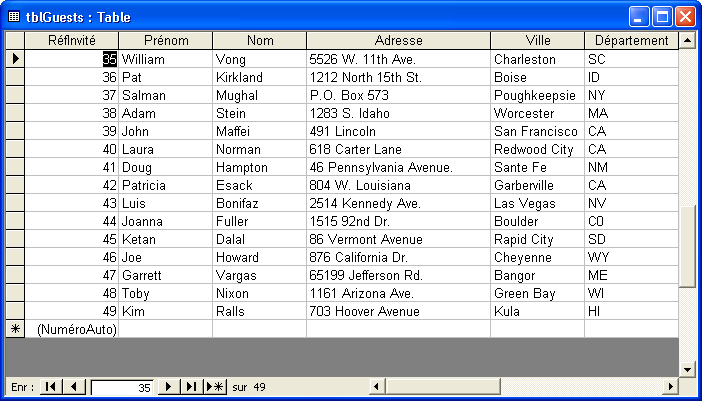 tblGuests : Table
RéfInvité Prénom Nom Adresse Ville Département
35 William Vong 5526 W. 11th Ave. Charleston SC
36 Pat Kirkland 1212 North 15th St. Boise ID
37 Salman Mughal P.O. Box 573 Poughkeepsie NY
38 Adam Stein 1283 S. Idaho Worcester MA
39 John Maffei 491 Lincoln San Francisco CA
40 Laura Norman 618 Carter Lane Redwood City CA
41 Doug Hampton 46 Pennsylvania Avenue. Sante Fe NM
42 Patricia Esack 804 W. Louisiana Garberville CA
43 Luis Bonifaz 2514 Kennedy Ave. Las Vegas NV
44 Joanna Fuller 1515 92nd Dr. Boulder C0
45 Ketan Dalal 86 Vermont Avenue Rapid City SD
46 Joe Howard 876 California Dr. Cheyenne WY
47 Garrett Vargas 65199 Jefferson Rd. Bangor ME
48 Toby Nixon 1161 Arizona Ave. Green Bay WI
49 Kim Ralls 703 Hoover Avenue Kula HI
(NuméroAuto)
Enr : 35 sur 49